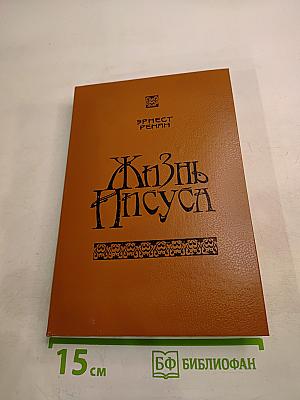 ЭРНЕСТ
РЕНАН
ЖИЗНЬ
ИИСУСА
15 см
БФ БИБЛИОФАН